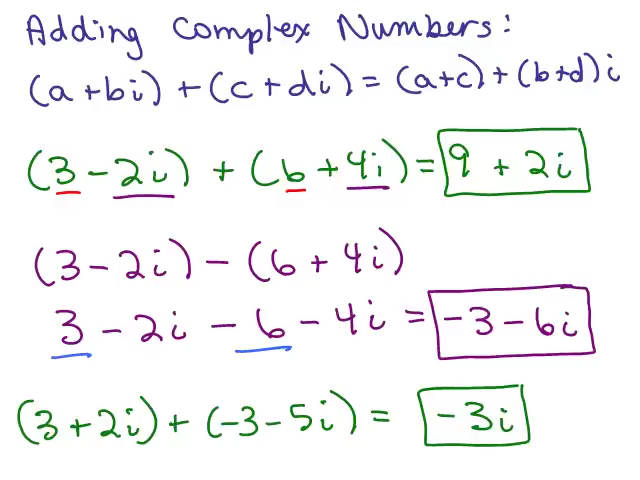 Adding Complex Numbers:
(a+bi) + (c+di) = (a+c) + (b+d)i
(3-2i) + (6+4i) = 9 + 2i
(3-2i) - (6+4i)
3 - 2i - 6 - 4i = -3 - 6i
(3+2i) + (-3-5i) = -3i